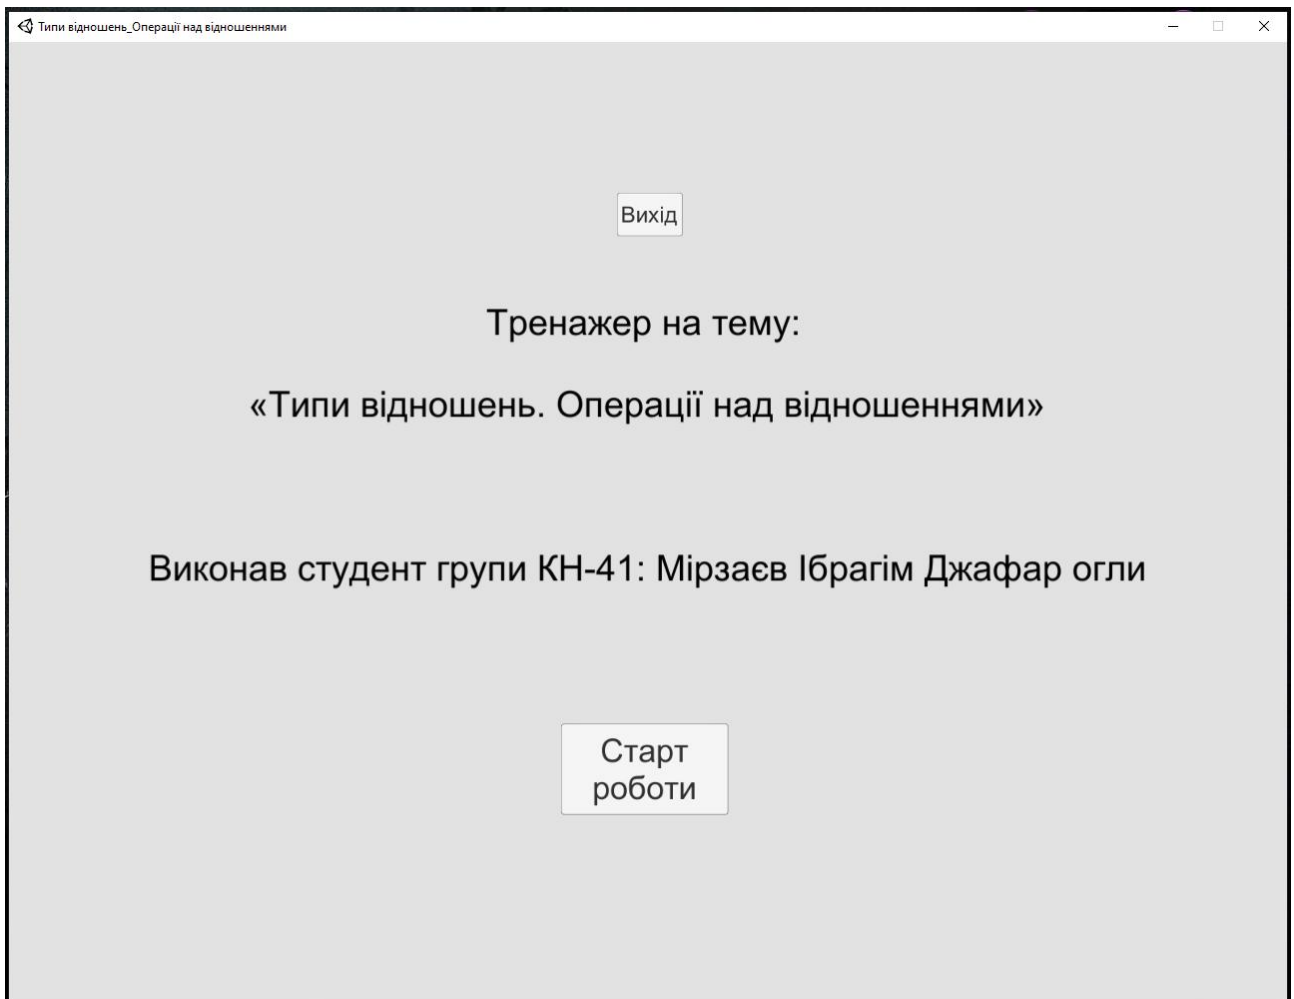 Типи відношень_Операції над відношеннями
Вихід
Тренажер на тему:
«Типи відношень. Операції над відношеннями»
Виконав студент групи КН-41: Мірзаєв Ібрагім Джафар огли
Старт
роботи